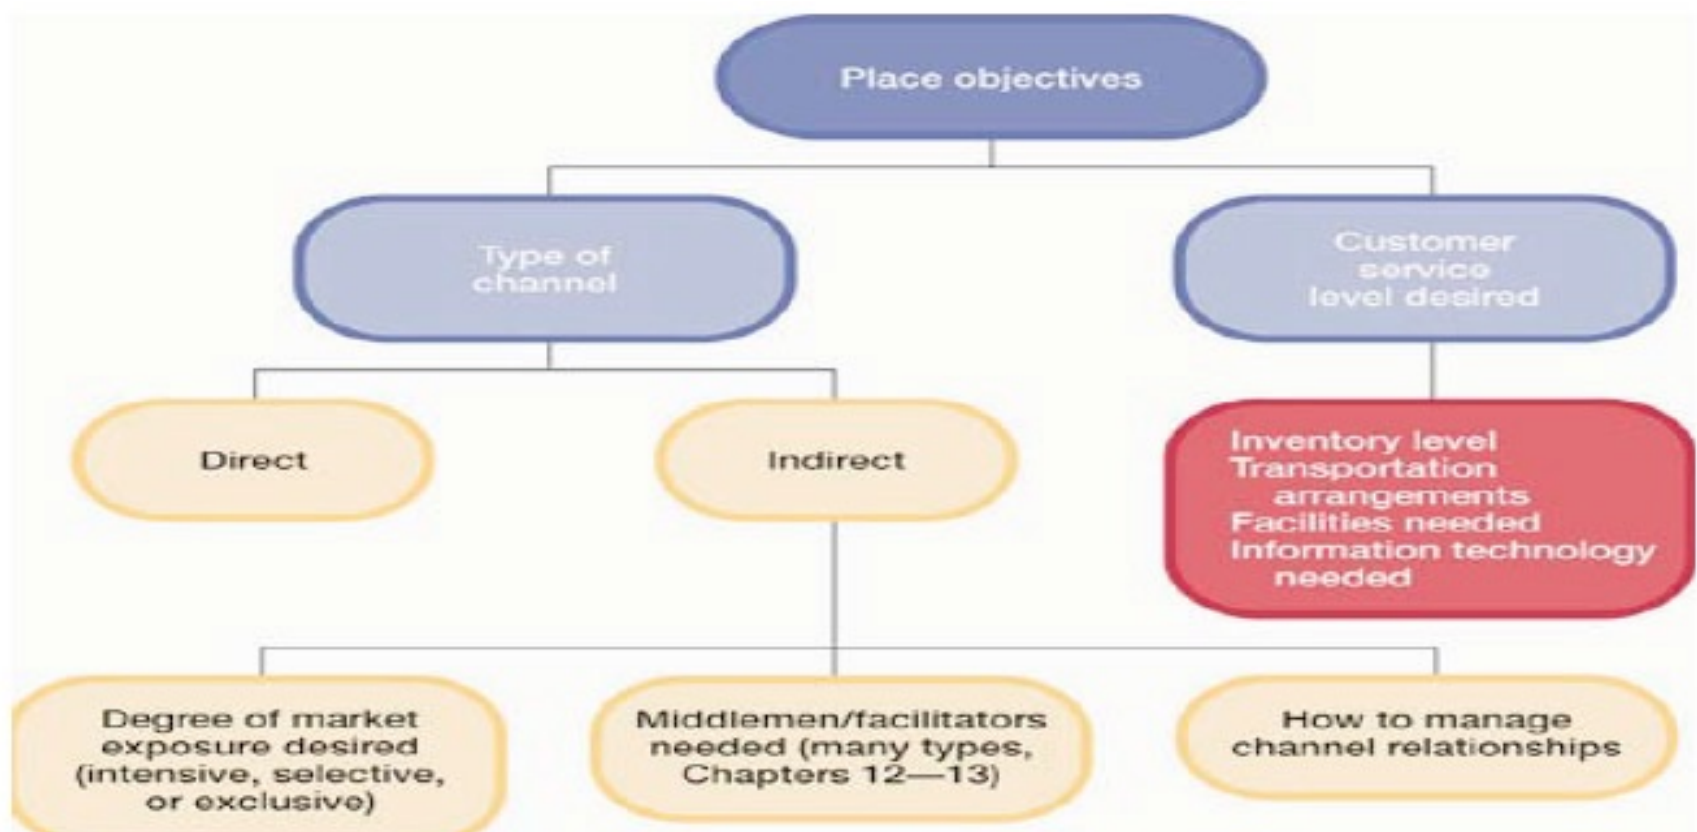 Place objectives
Type of
channel
Customer
service
level desired
Direct
Indirect
Inventory level
Transportation
arrangements
Facilities needed
Information technology
needed
Degree of market
exposure desired
(intensive, selective,
or exclusive)
Middlemen/facilitators
needed (many types,
Chapters 12—13)
How to manage
channel relationships